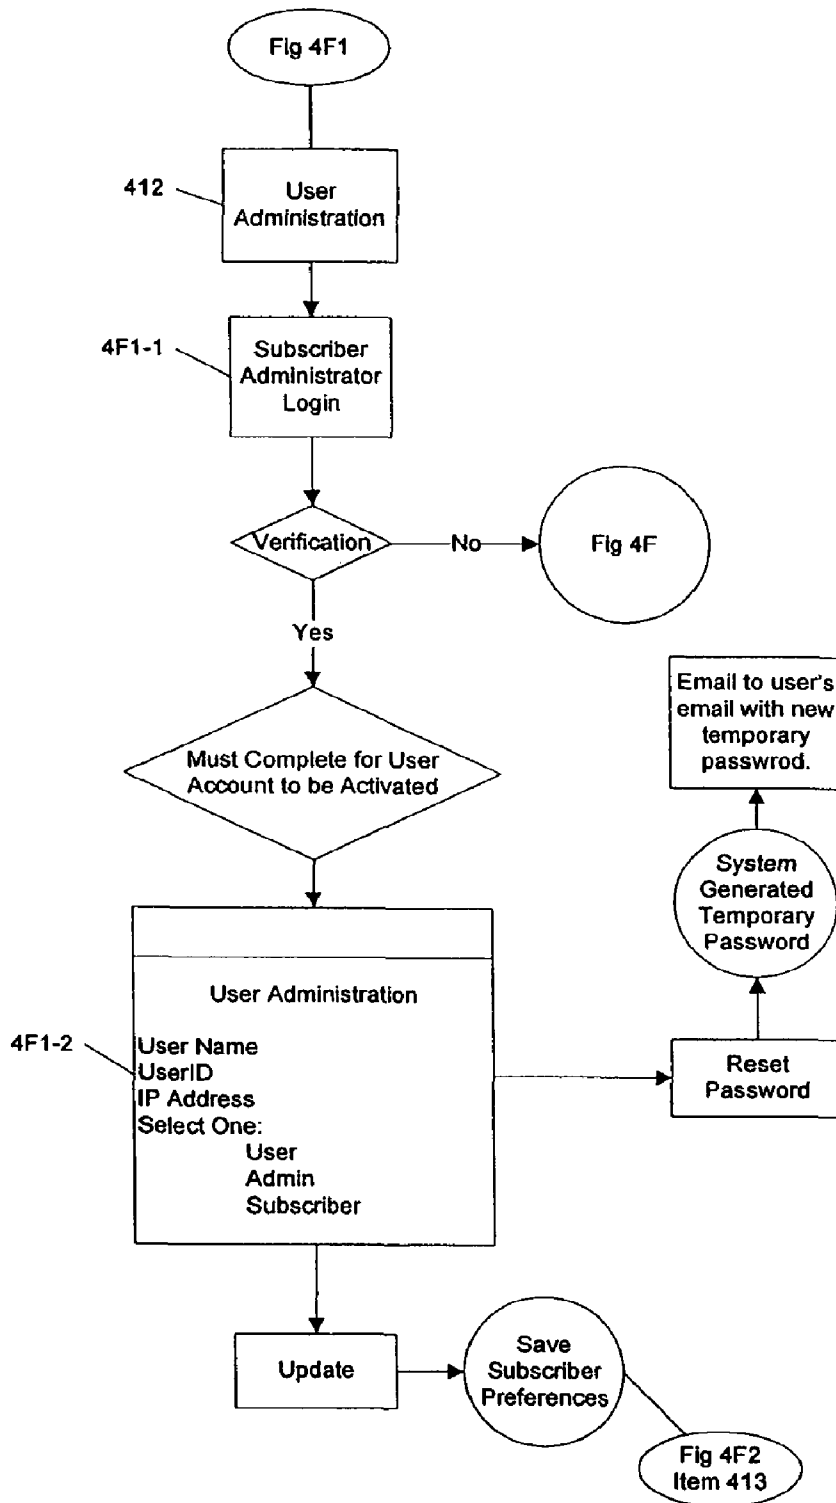 Fig 4F1
412
User
Administration
4F1-1
Subscriber
Administrator
Login
Verification
No
Fig 4F
Yes
Must Complete for User
Account to be Activated
Email to user's
email with new
temporary
passwrod.
System
Generated
Temporary
Password
Reset
Password
4F1-2
User Administration
User Name
UserID
IP Address
Select One:
User
Admin
Subscriber
Update
Save
Subscriber
Preferences
Fig 4F2
Item 413